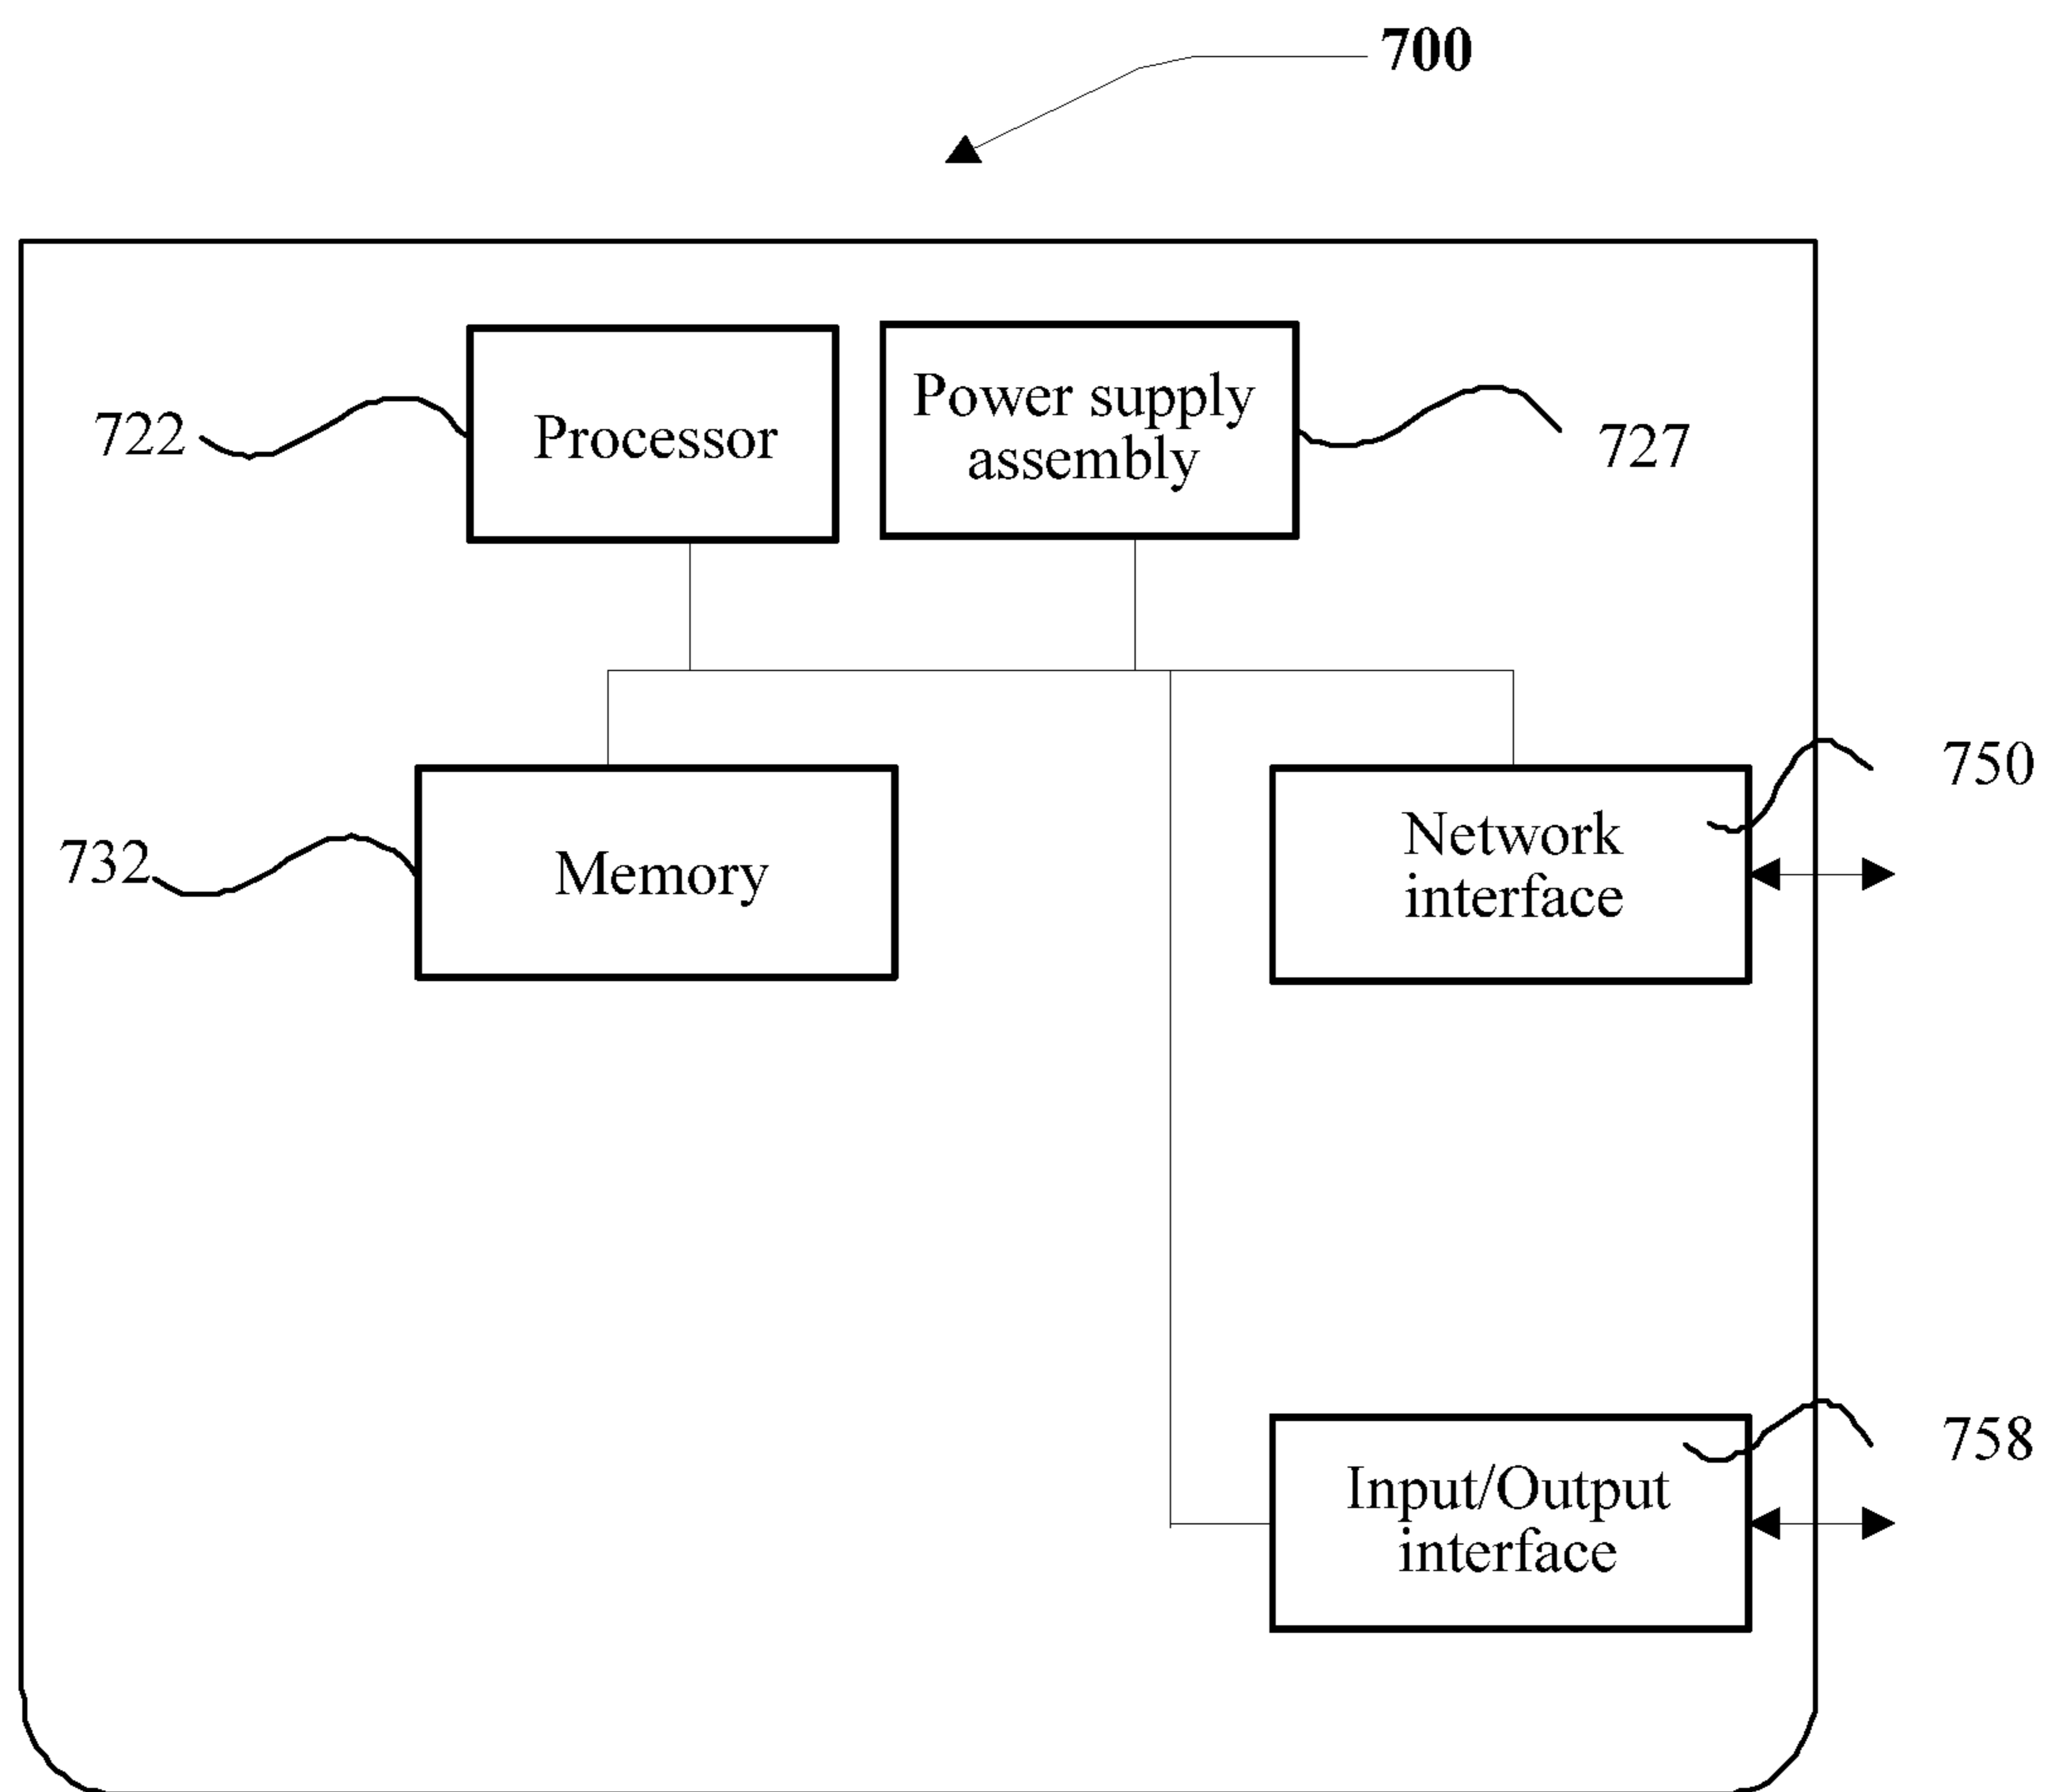 700
722
Processor
Power supply
assembly
727
732
Memory
Network
interface
750
Input/Output
interface
758